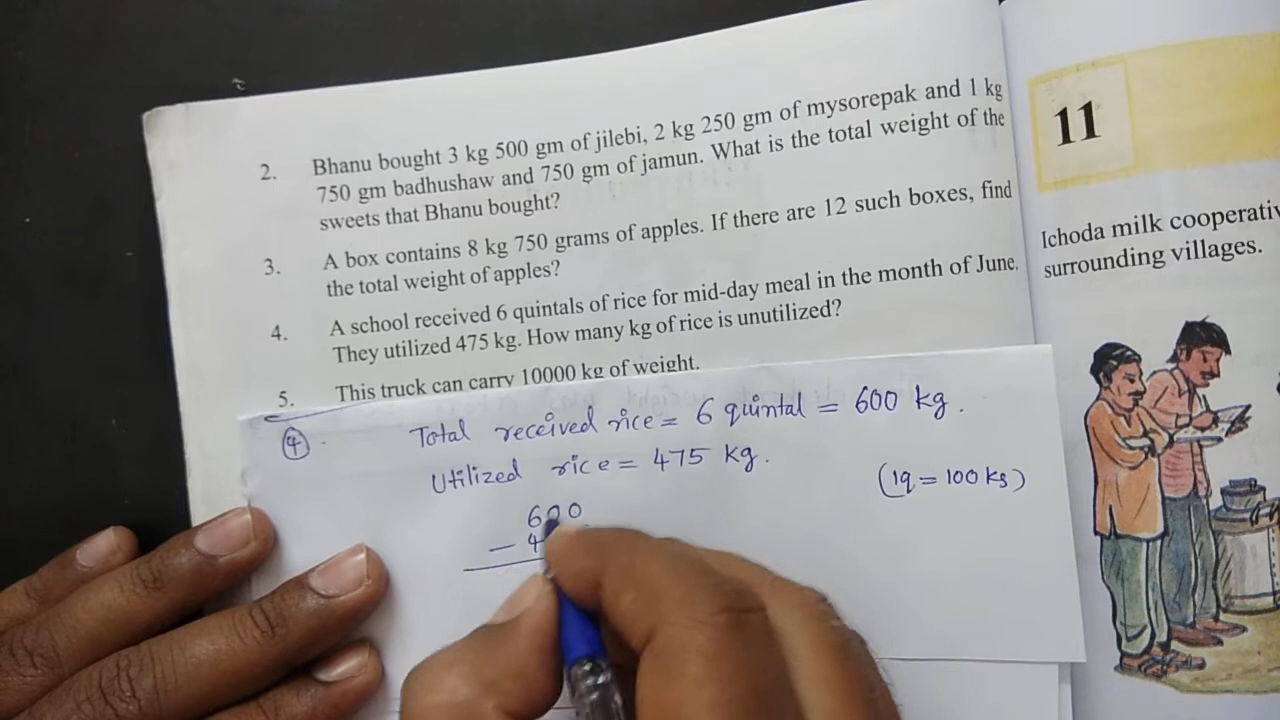 2. Bhanu bought 3 kg 500 gm of jilebi, 2 kg 250 gm of mysorepak and 1 kg
750 gm badhushaw and 750 gm of jamun. What is the total weight of the
sweets that Bhanu bought?
3. A box contains 8 kg 750 grams of apples. If there are 12 such boxes, find
the total weight of apples?
4. A school received 6 quintals of rice for mid-day meal in the month of June.
They utilized 475 kg. How many kg of rice is unutilized?
5. This truck can carry 10000 kg of weight.
4 Total received rice = 6 quintal = 600 kg.
Utilized rice = 475 kg.
(1q = 100 kg)
600
- 4
11
Ichoda milk
surrounding villages.